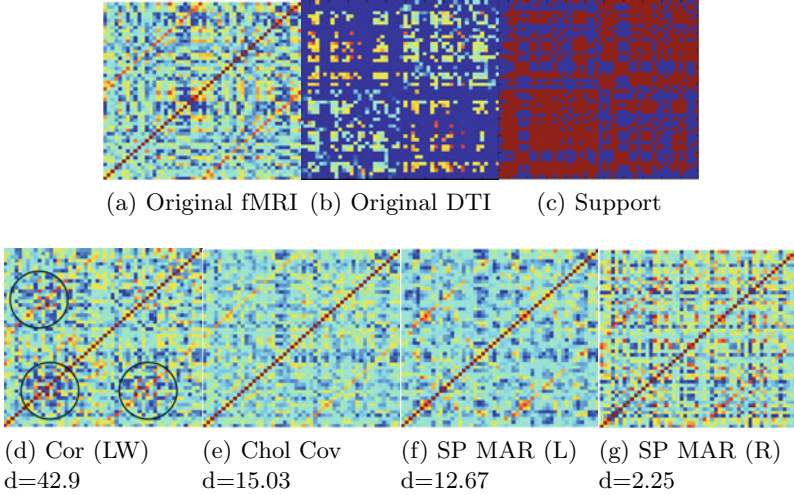 (a) Original fMRI (b) Original DTI (c) Support
(d) Cor (LW) (e) Chol Cov (f) SP MAR (L) (g) SP MAR (R)
d=42.9 d=15.03 d=12.67 d=2.25